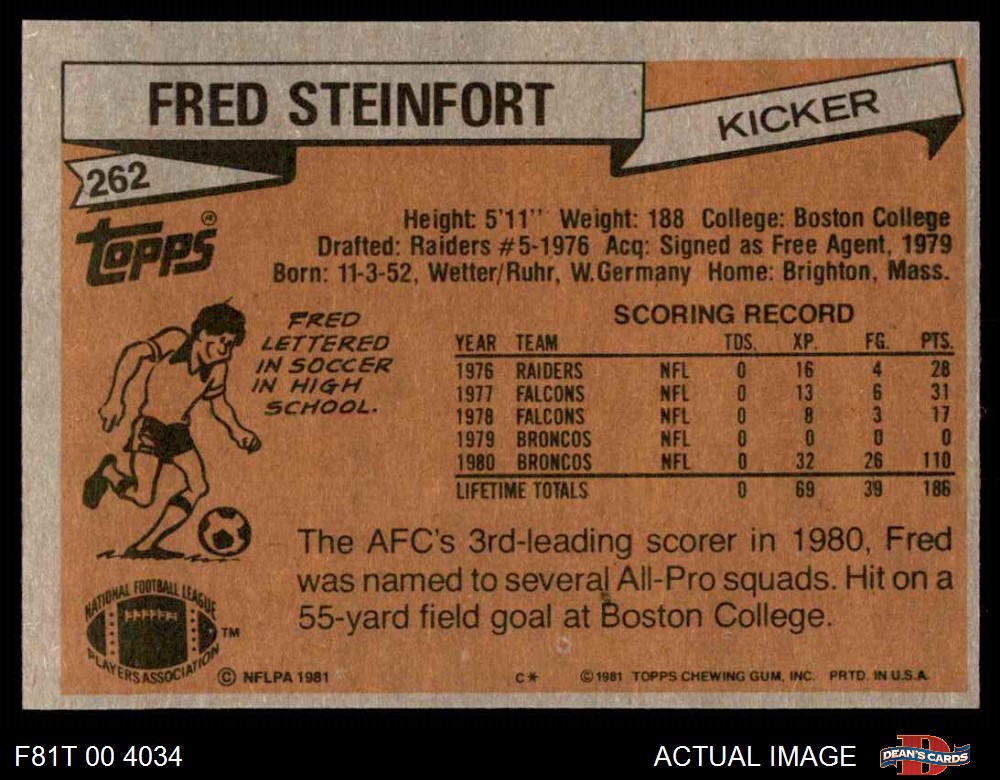 FRED STEINFORT
KICKER
262
Topps®
Height: 5'11'' Weight: 188 College: Boston College
Drafted: Raiders #5-1976 Acq: Signed as Free Agent, 1979
Born: 11-3-52, Wetter/Ruhr, W.Germany Home: Brighton, Mass.
FRED
LETTERED
IN SOCCER
IN HIGH
SCHOOL.
SCORING RECORD
YEAR TEAM TDS. XP. FG. PTS.
1976 RAIDERS NFL 0 16 4 28
1977 FALCONS NFL 0 13 6 31
1978 FALCONS NFL 0 8 3 17
1979 BRONCOS NFL 0 0 0 0
1980 BRONCOS NFL 0 32 26 110
LIFETIME TOTALS 0 69 39 186
The AFC's 3rd-leading scorer in 1980, Fred
was named to several All-Pro squads. Hit on a
55-yard field goal at Boston College.
NATIONAL FOOTBALL LEAGUE
PLAYERS ASSOCIATION
TM
© NFLPA 1981
C*
© 1981 TOPPS CHEWING GUM, INC. PRTD. IN U.S.A.
F81T 00 4034
ACTUAL IMAGE
D
DEAN'S CARDS